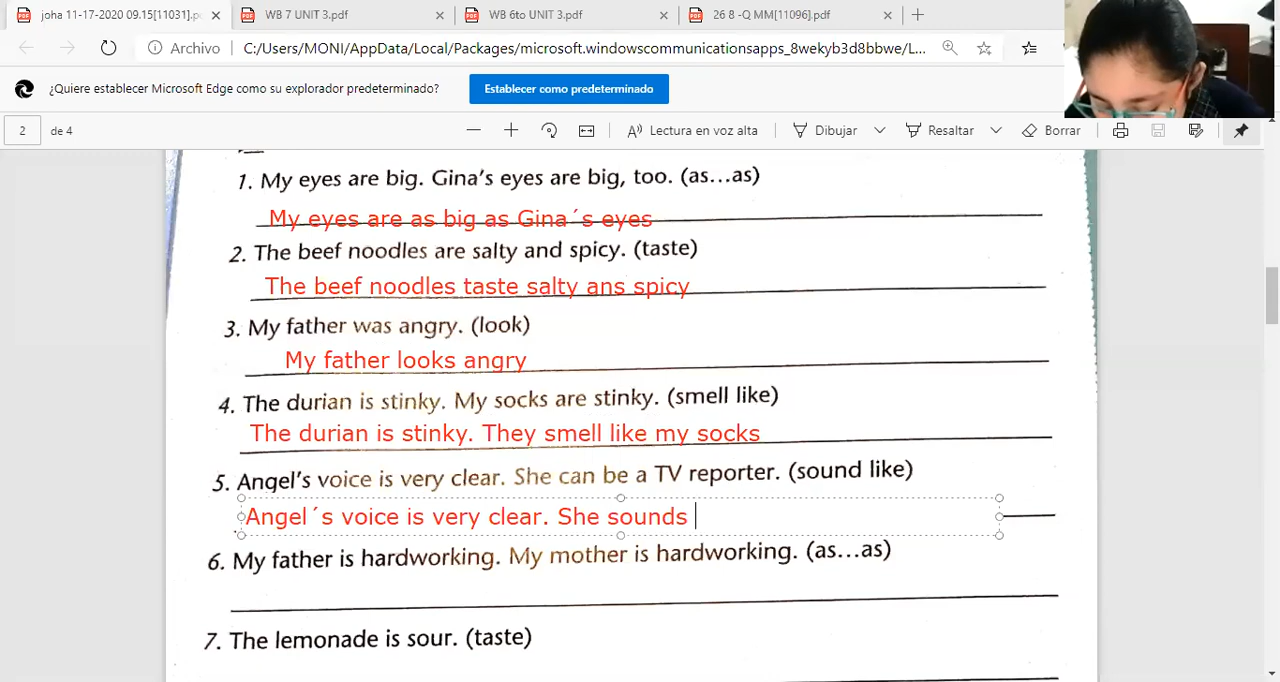 joha 11-17-2020 09.15[11031].p
WB 7 UNIT 3.pdf
WB 6to UNIT 3.pdf
26 8 -Q MM[11096].pdf
Archivo
C:/Users/MONI/AppData/Local/Packages/microsoft.windowscommunicationsapps_8wekyb3d8bbwe/L...
¿Quiere establecer Microsoft Edge como su explorador predeterminado?
Establecer como predeterminado
2 de 4
Lectura en voz alta
Dibujar
Resaltar
Borrar
1. My eyes are big. Gina's eyes are big, too. (as...as)
My eyes are as big as Gina´s eyes
2. The beef noodles are salty and spicy. (taste)
The beef noodles taste salty ans spicy
3. My father was angry. (look)
My father looks angry
4. The durian is stinky. My socks are stinky. (smell like)
The durian is stinky. They smell like my socks
5. Angel's voice is very clear. She can be a TV reporter. (sound like)
Angel´s voice is very clear. She sounds
6. My father is hardworking. My mother is hardworking. (as...as)
7. The lemonade is sour. (taste)